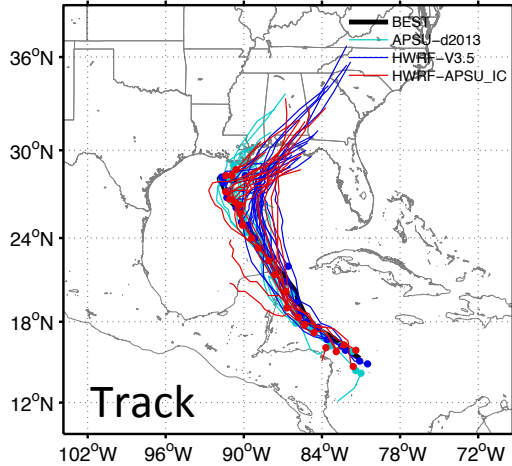 BEST
APSU-d2013
HWRF-V3.5
HWRF-APSU_IC
36°N
30°N
24°N
18°N
12°N
Track
102°W 96°W 90°W 84°W 78°W 72°W